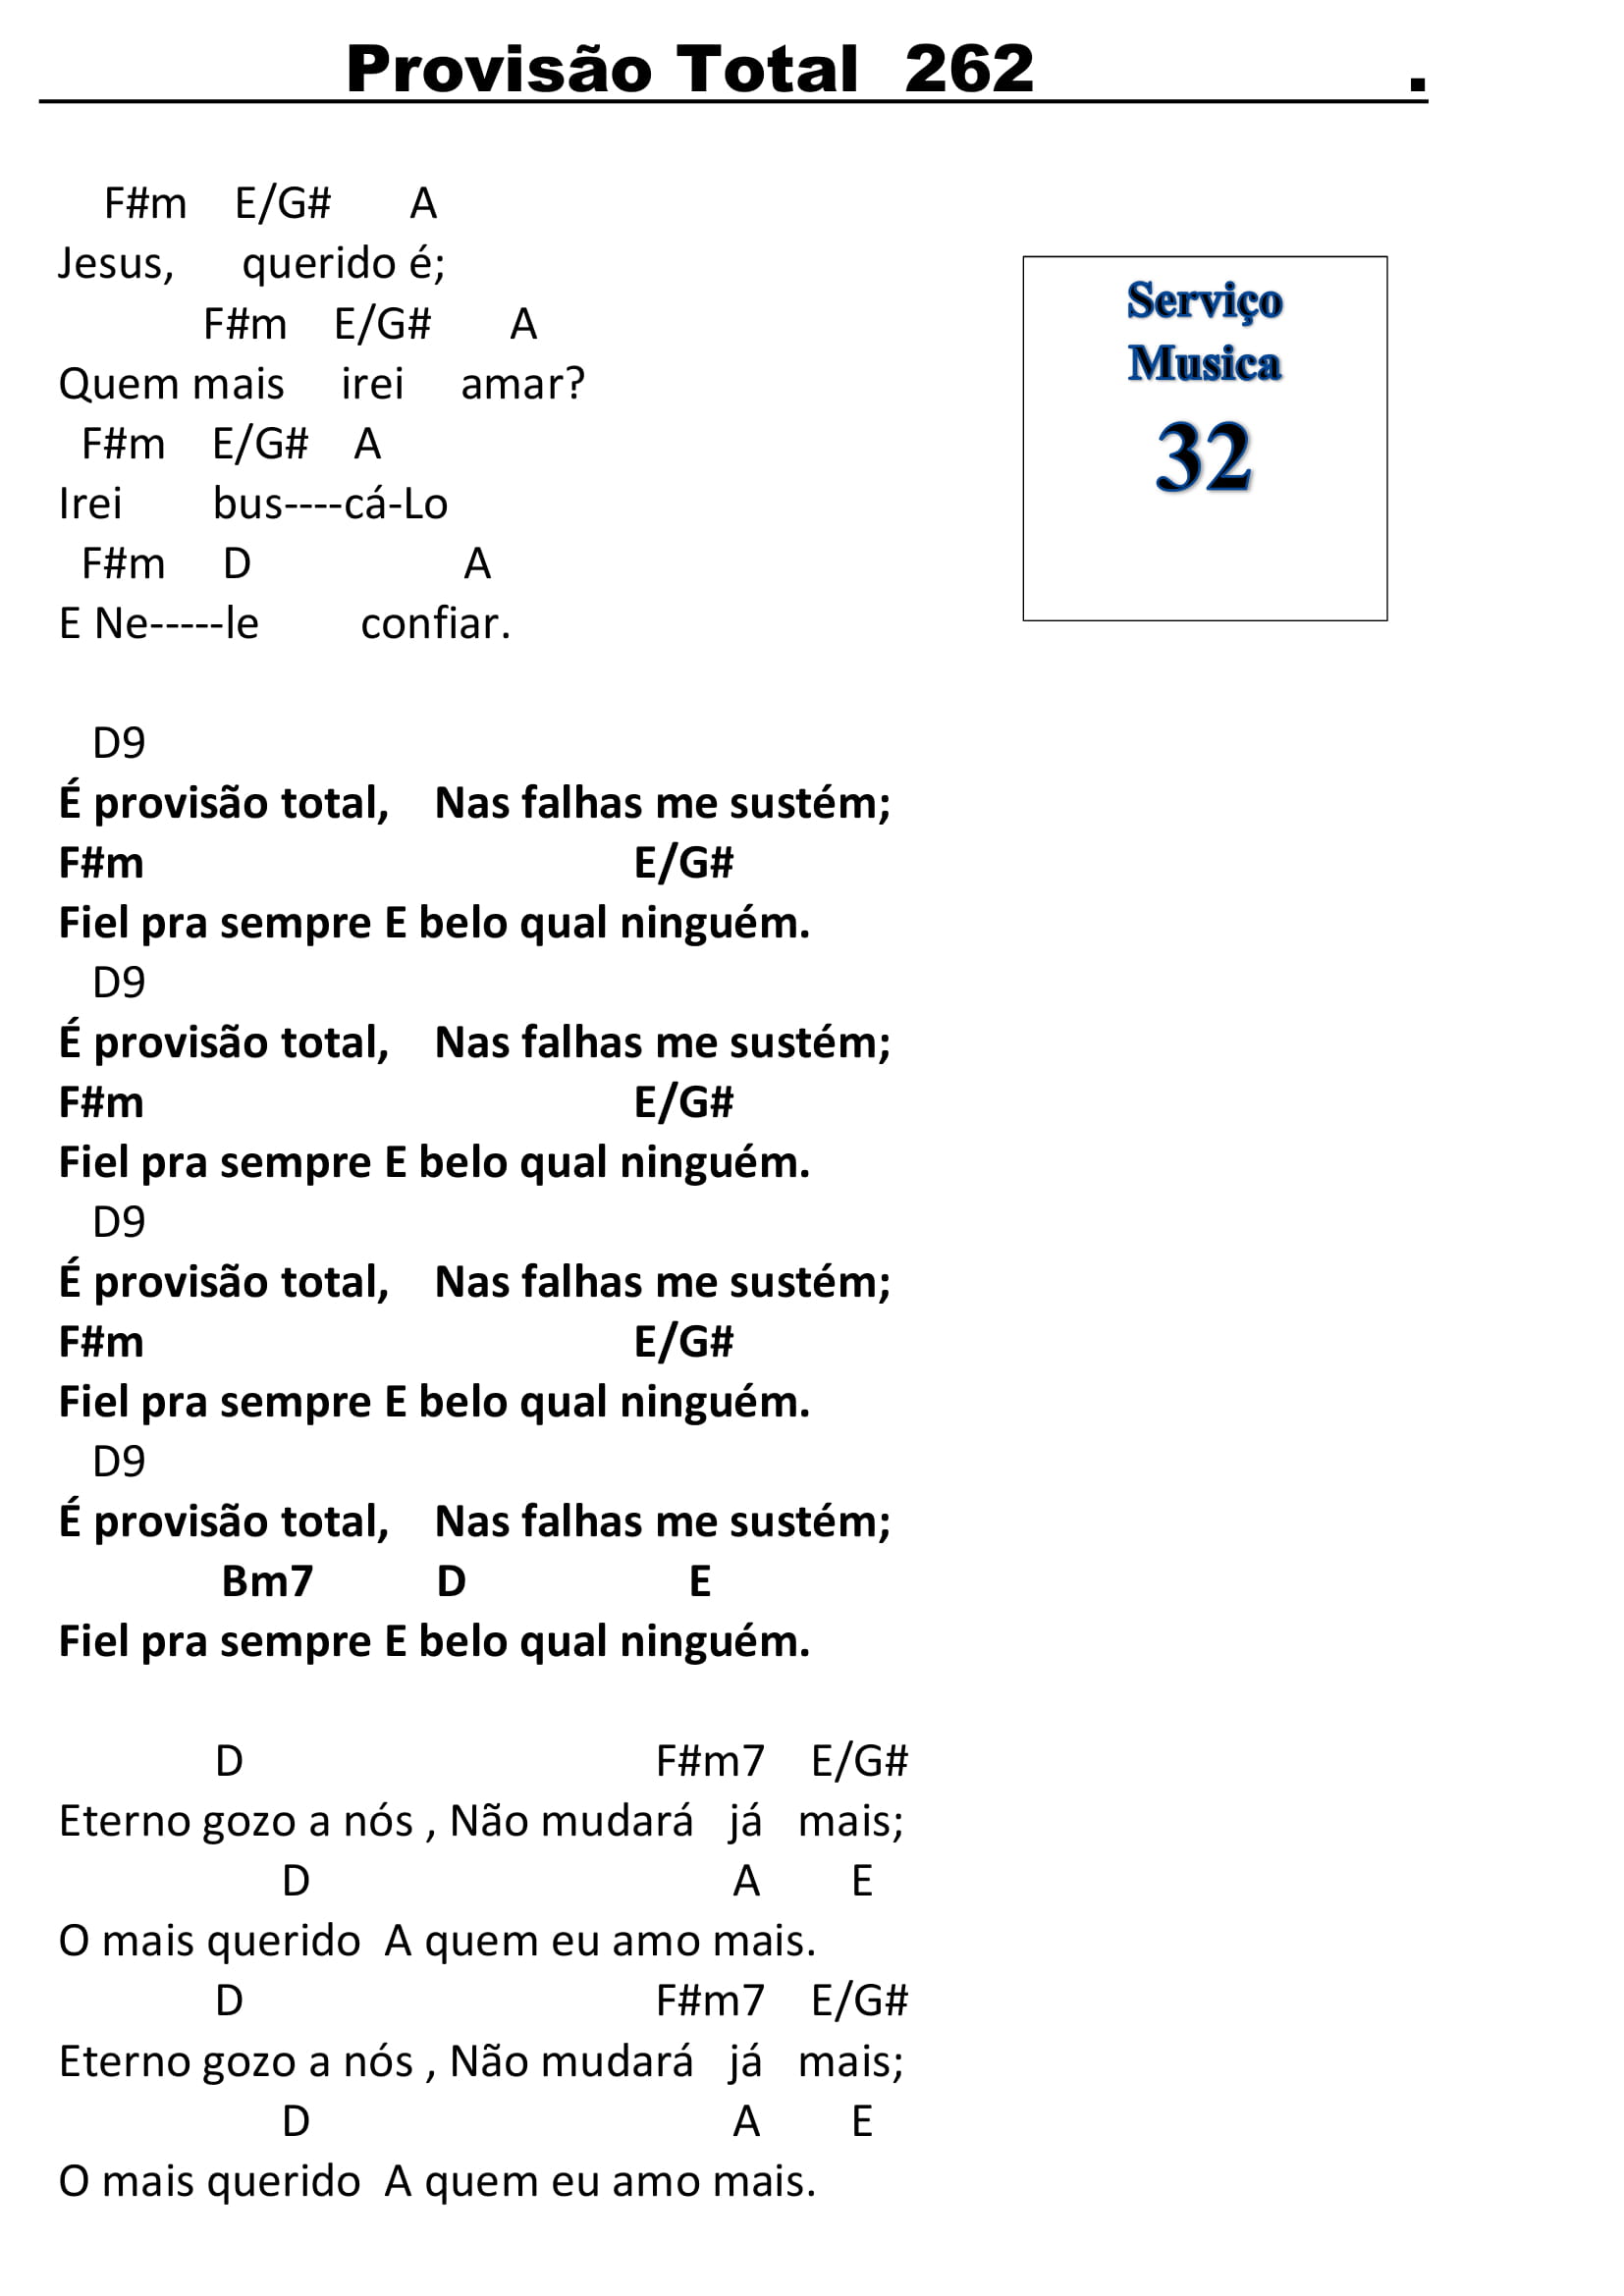 Provisão Total 262 .
F#m E/G# A
Jesus, querido é;
F#m E/G# A
Quem mais irei amar?
F#m E/G# A
Irei bus----cá-Lo
F#m D A
E Ne-----le confiar.
Serviço
Musica
32
D9
É provisão total, Nas falhas me sustém;
F#m E/G#
Fiel pra sempre E belo qual ninguém.
D9
É provisão total, Nas falhas me sustém;
F#m E/G#
Fiel pra sempre E belo qual ninguém.
D9
É provisão total, Nas falhas me sustém;
F#m E/G#
Fiel pra sempre E belo qual ninguém.
D9
É provisão total, Nas falhas me sustém;
Bm7 D E
Fiel pra sempre E belo qual ninguém.
D F#m7 E/G#
Eterno gozo a nós , Não mudará já mais;
D A E
O mais querido A quem eu amo mais.
D F#m7 E/G#
Eterno gozo a nós , Não mudará já mais;
D A E
O mais querido A quem eu amo mais.